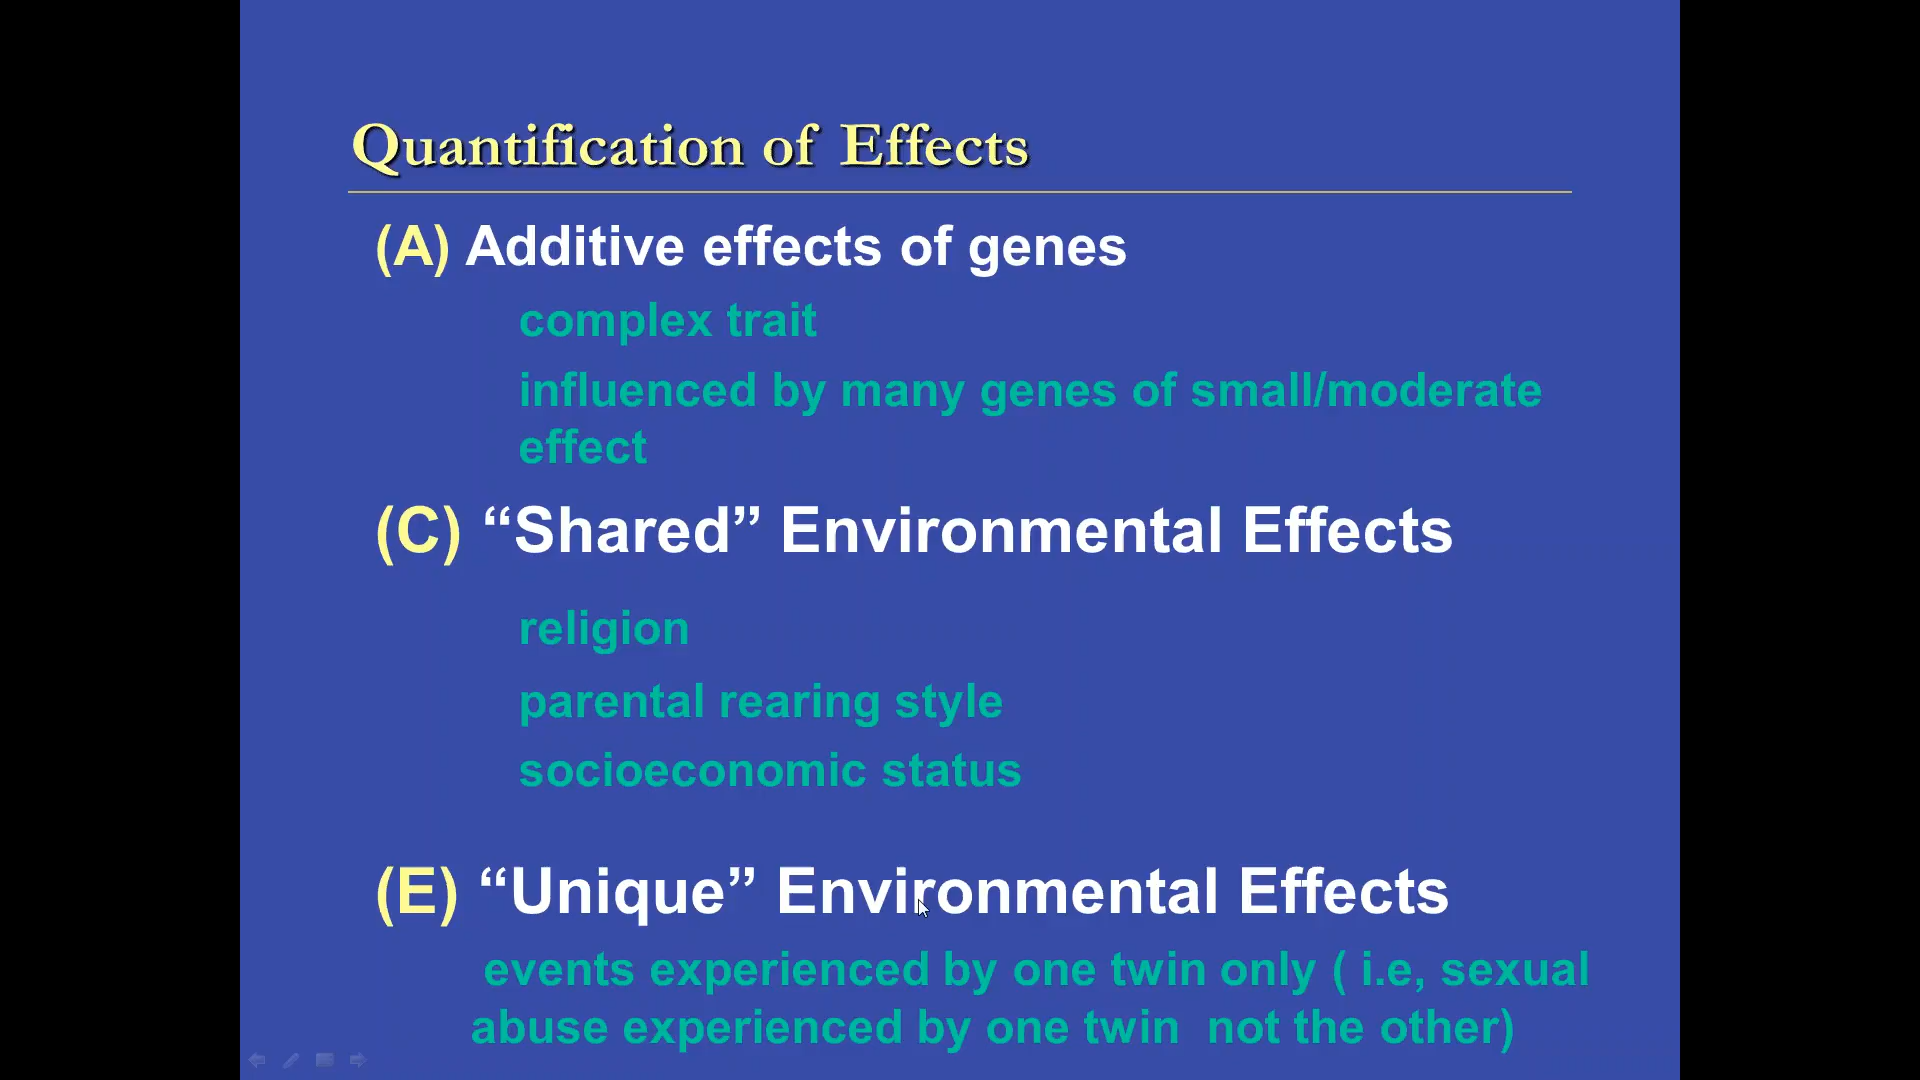 Quantification of Effects
(A) Additive effects of genes
complex trait
influenced by many genes of small/moderate
effect
(C) “Shared” Environmental Effects
religion
parental rearing style
socioeconomic status
(E) “Unique” Environmental Effects
events experienced by one twin only ( i.e, sexual
abuse experienced by one twin  not the other)